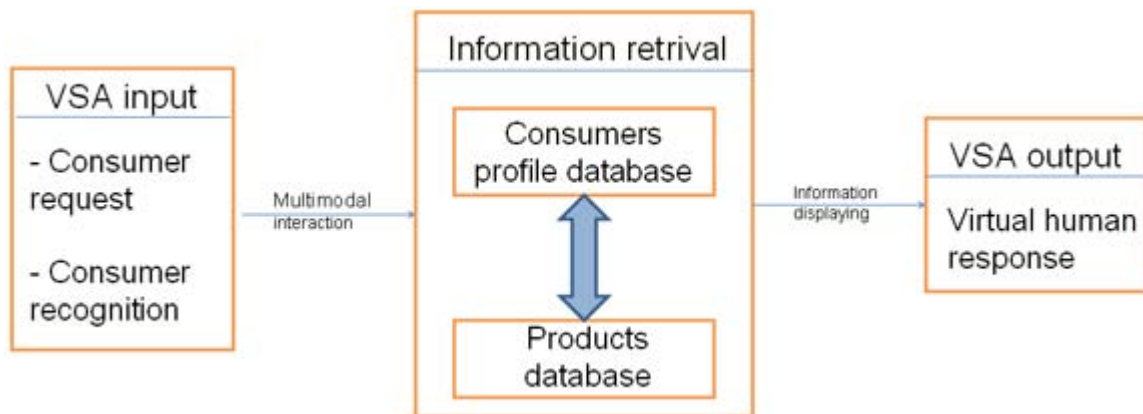 VSA input
- Consumer
request
- Consumer
recognition
Multimodal
interaction
Information retrival
Consumers
profile database
Products
database
Information
displaying
VSA output
Virtual human
response